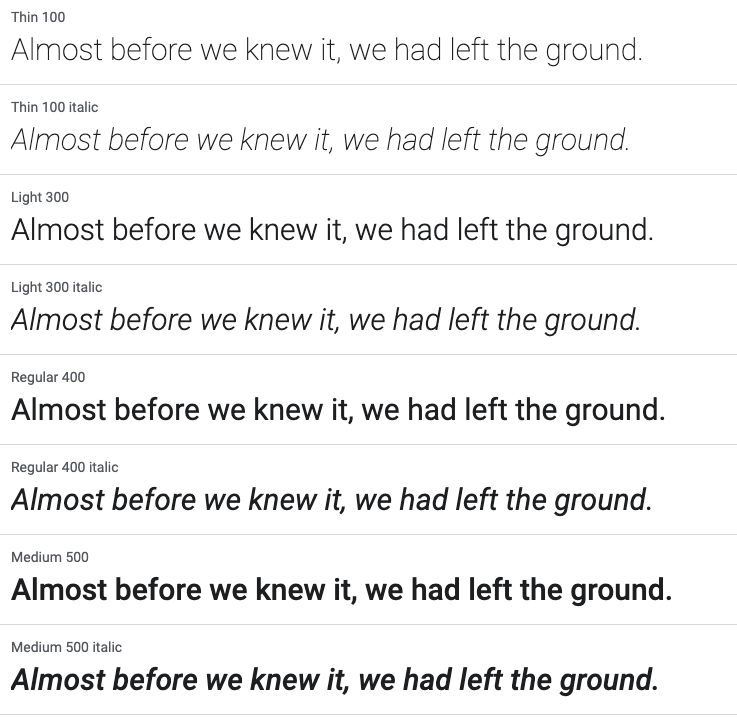 Thin 100
Almost before we knew it, we had left the ground.
Thin 100 italic
Almost before we knew it, we had left the ground.
Light 300
Almost before we knew it, we had left the ground.
Light 300 italic
Almost before we knew it, we had left the ground.
Regular 400
Almost before we knew it, we had left the ground.
Regular 400 italic
Almost before we knew it, we had left the ground.
Medium 500
Almost before we knew it, we had left the ground.
Medium 500 italic
Almost before we knew it, we had left the ground.